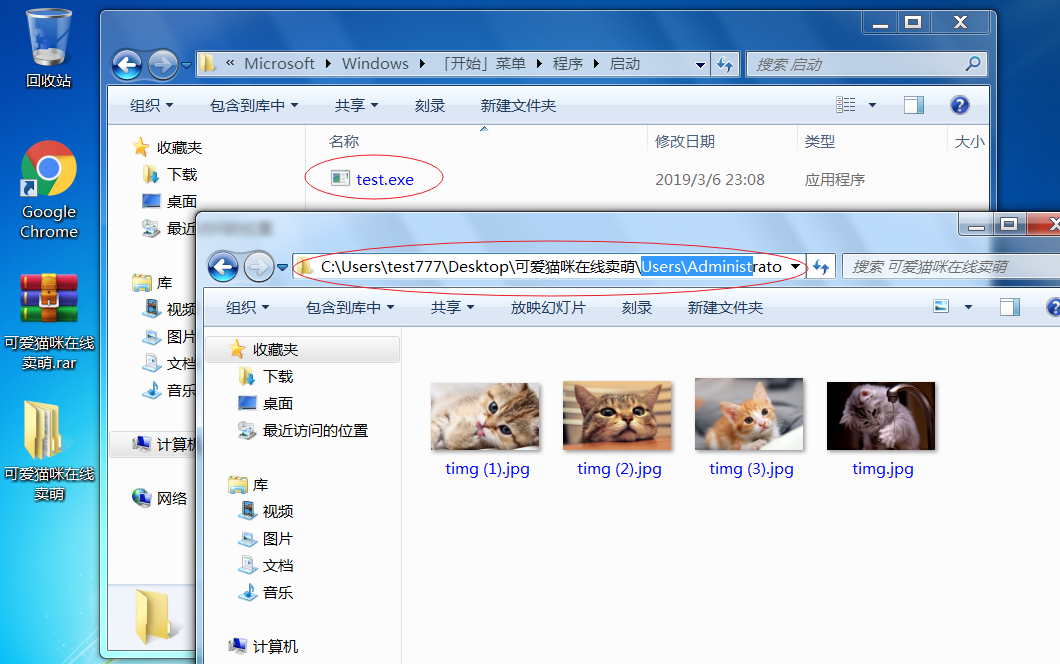 回收站
Google
Chrome
可爱猫咪在线
卖萌.rar
可爱猫咪在线
卖萌
« Microsoft Windows 「开始」菜单 程序 启动
搜索 启动
组织 包含到库中 共享 刻录 新建文件夹
收藏夹
下载
桌面
最近
库
视频
图片
文档
音乐
计算机
网络
名称 修改日期 类型 大小
test.exe 2019/3/6 23:08 应用程序
C:\Users\test777\Desktop\可爱猫咪在线卖萌\Users\Administrato
搜索 可爱猫咪在线卖萌
组织 包含到库中 共享 放映幻灯片 刻录 新建文件夹
收藏夹
下载
桌面
最近访问的位置
库
视频
图片
文档
音乐
计算机
timg (1).jpg timg (2).jpg timg (3).jpg timg.jpg